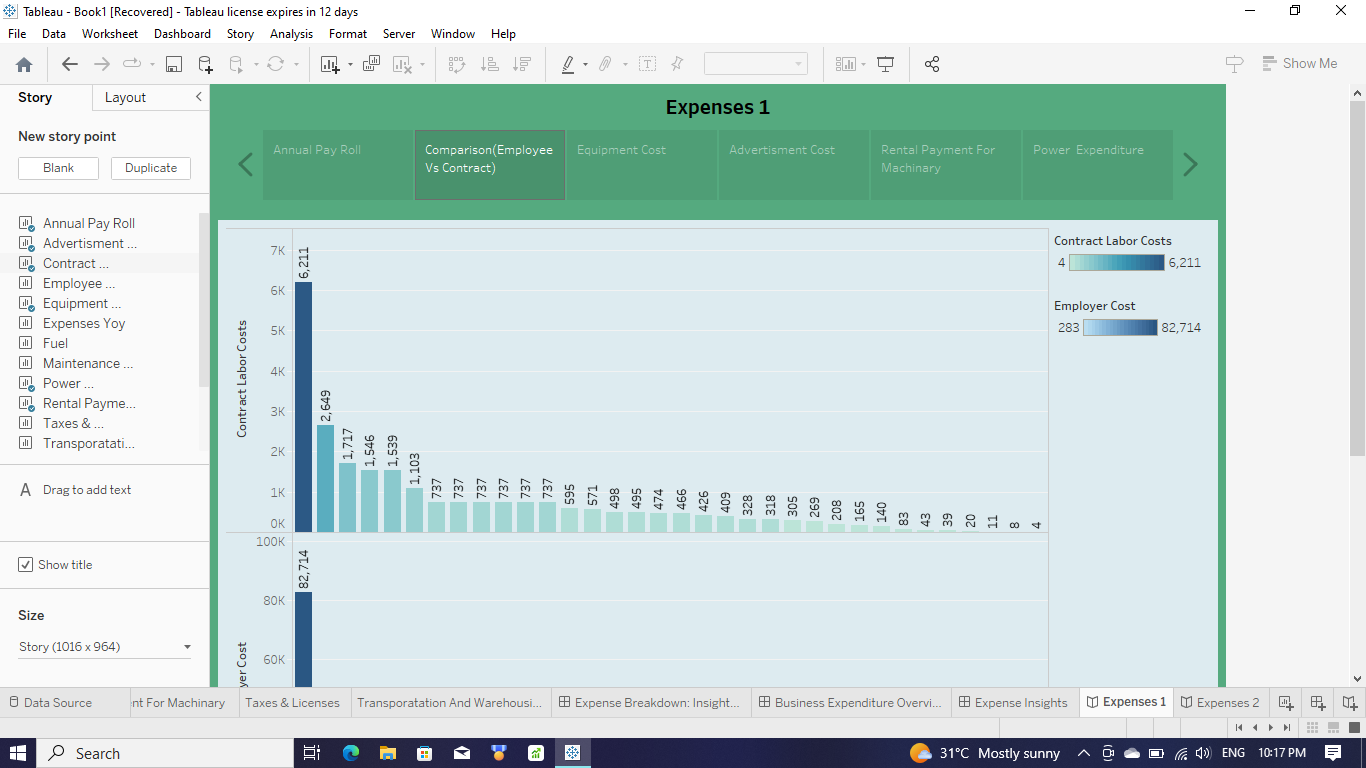 Tableau - Book1 [Recovered] - Tableau license expires in 12 days
File Data Worksheet Dashboard Story Analysis Format Server Window Help
Show Me
Story Layout
New story point
Blank Duplicate
Annual Pay Roll
Advertisment ...
Contract ...
Employee ...
Equipment ...
Expenses Yoy
Fuel
Maintenance ...
Power ...
Rental Payme...
Taxes & ...
Transporatati...
A Drag to add text
Show title
Size
Story (1016 x 964)
Expenses 1
Annual Pay Roll
Comparison(Employee
Vs Contract)
Equipment Cost
Advertisment Cost
Rental Payment For
Machinary
Power Expenditure
Contract Labor Costs
7K
6K
5K
4K
3K
2K
1K
0K
6,211 2,649 1,717 1,546 1,539 1,103 737 737 737 737 737 737 595 571 498 495 474 466 426 409 328 318 305 269 208 165 140 83 43 39 20 11 8 4
yer Cost
100K
80K
60K
82,714
Contract Labor Costs
4 6,211
Employer Cost
283 82,714
Data Source nt For Machinary Taxes & Licenses Transporatation And Warehousi... Expense Breakdown: Insight... Business Expenditure Overvi... Expense Insights Expenses 1 Expenses 2
Search 31°C Mostly sunny ENG 10:17 PM